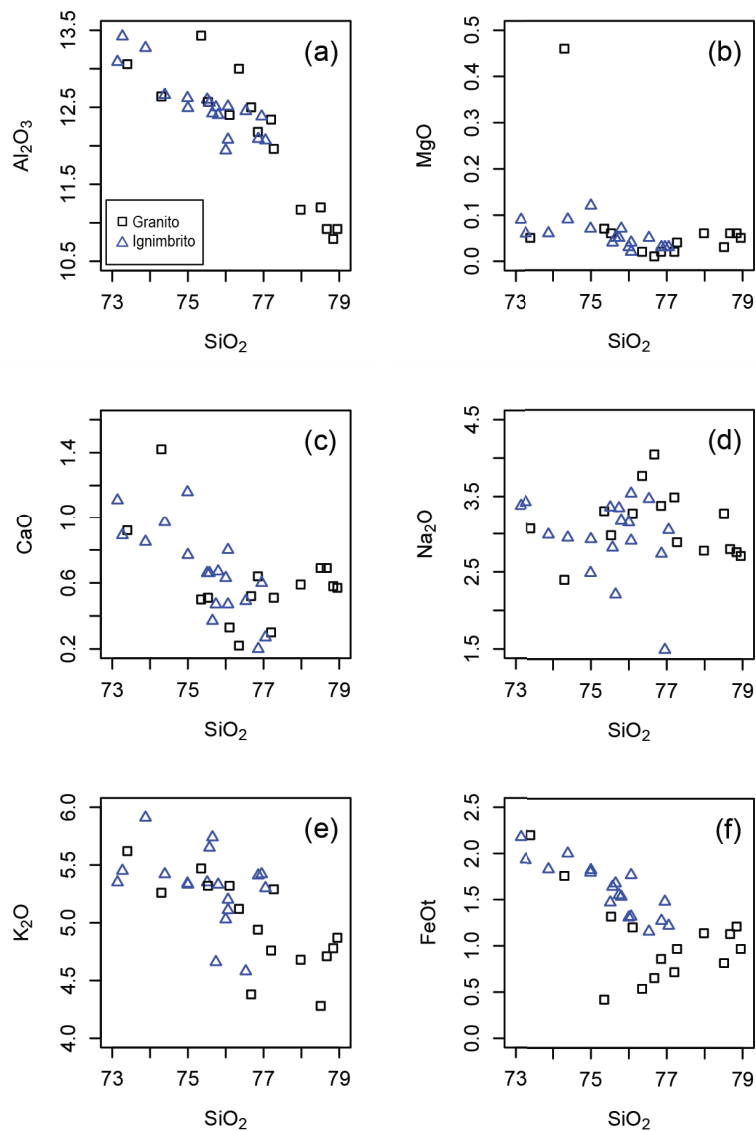 13.5
12.5
11.5
10.5
Al₂O₃
(a)
Granito
Ignimbrito
73
75
77
79
SiO₂
0.5
0.4
0.3
0.2
0.1
0.0
MgO
(b)
73
75
77
79
SiO₂
1.4
1.0
0.6
0.2
CaO
(c)
73
75
77
79
SiO₂
4.5
3.5
2.5
1.5
Na₂O
(d)
73
75
77
79
SiO₂
6.0
5.5
5.0
4.5
4.0
K₂O
(e)
73
75
77
79
SiO₂
2.5
2.0
1.5
1.0
0.5
0.0
FeOt
(f)
73
75
77
79
SiO₂